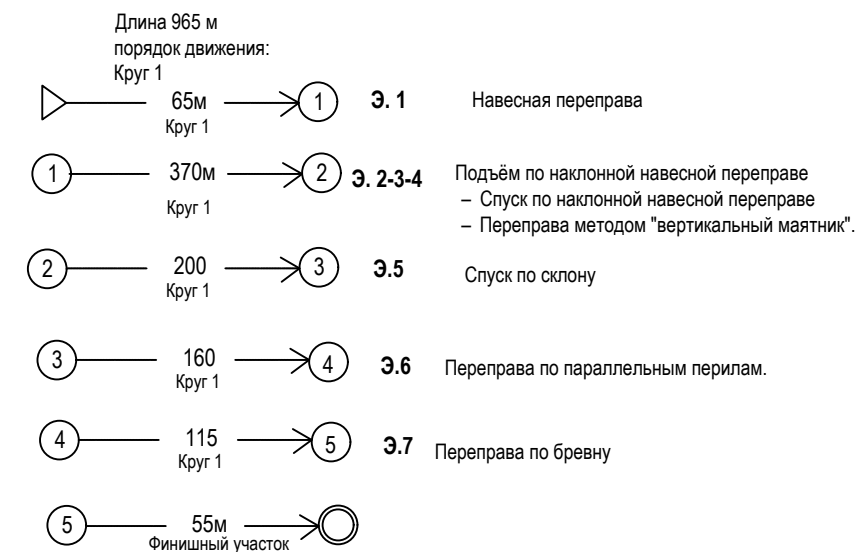 Длина 965 м
порядок движения:
Круг 1
65м 1 Э. 1 Навесная переправа
Круг 1
1 370м 2 Э. 2-3-4 Подъём по наклонной навесной переправе
Круг 1 – Спуск по наклонной навесной переправе
– Переправа методом "вертикальный маятник".
2 200 3 Э.5 Спуск по склону
Круг 1
3 160 4 Э.6 Переправа по параллельным перилам.
Круг 1
4 115 5 Э.7 Переправа по бревну
Круг 1
5 55м
Финишный участок